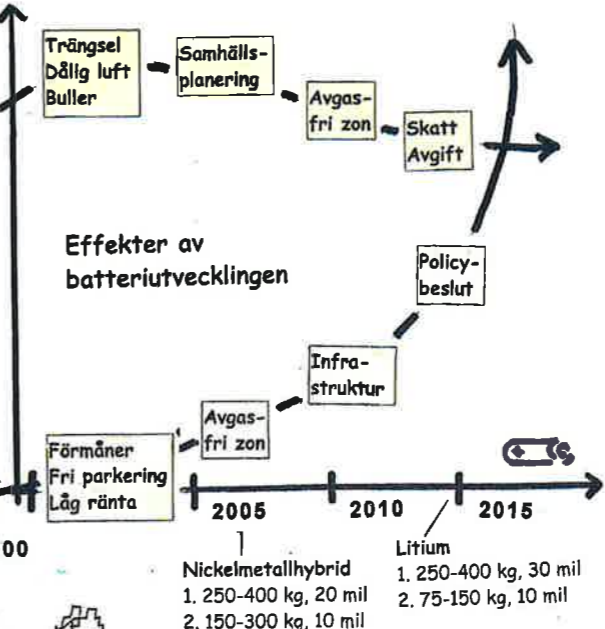 Trängsel
Dålig luft
Buller
Samhälls-
planering
Avgas-
fri zon
Skatt
Avgift
Effekter av
batteriutvecklingen
Policy-
beslut
Infra-
struktur
Avgas-
fri zon
Förmåner
Fri parkering
Låg ränta
00
2005
2010
2015
Nickelmetallhybrid
1. 250-400 kg, 20 mil
2. 150-300 kg, 10 mil
Litium
1. 250-400 kg, 30 mil
2. 75-150 kg, 10 mil